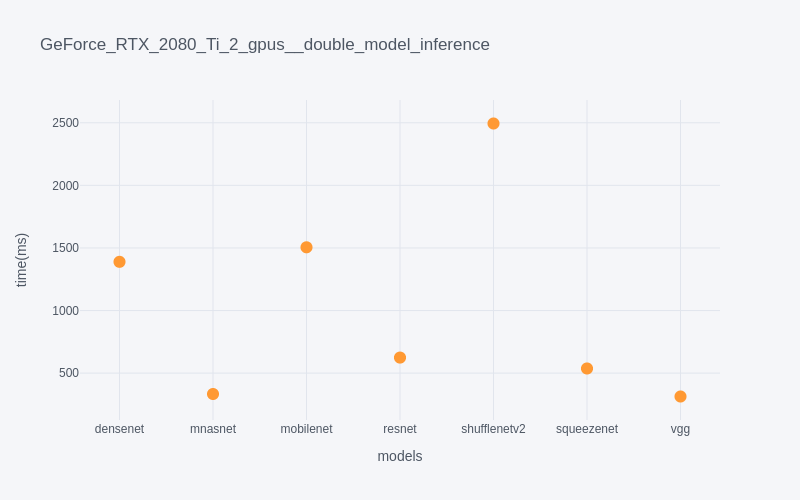 GeForce_RTX_2080_Ti_2_gpus__double_model_inference
2500
2000
1500
1000
500
time(ms)
densenet mnasnet mobilenet resnet shufflenetv2 squeezenet vgg
models